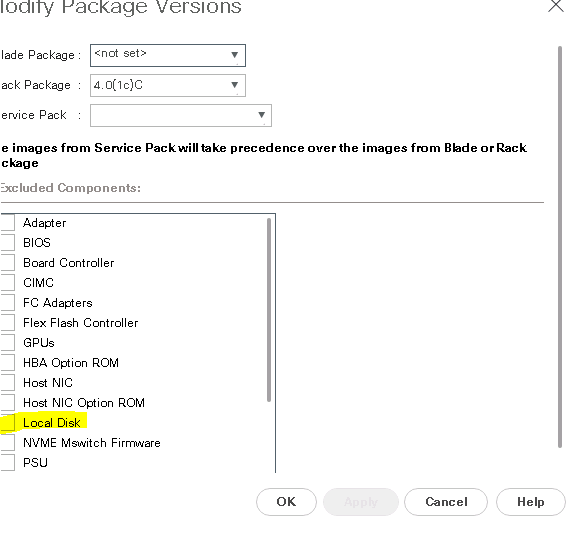 lodify Package Versions
lade Package : <not set>
ack Package : 4.0(1c)C
ervice Pack :
e images from Service Pack will take precedence over the images from Blade or Rack
ckage
Excluded Components:
Adapter
BIOS
Board Controller
CIMC
FC Adapters
Flex Flash Controller
GPUs
HBA Option ROM
Host NIC
Host NIC Option ROM
Local Disk
NVME Mswitch Firmware
PSU
OK Apply Cancel Help